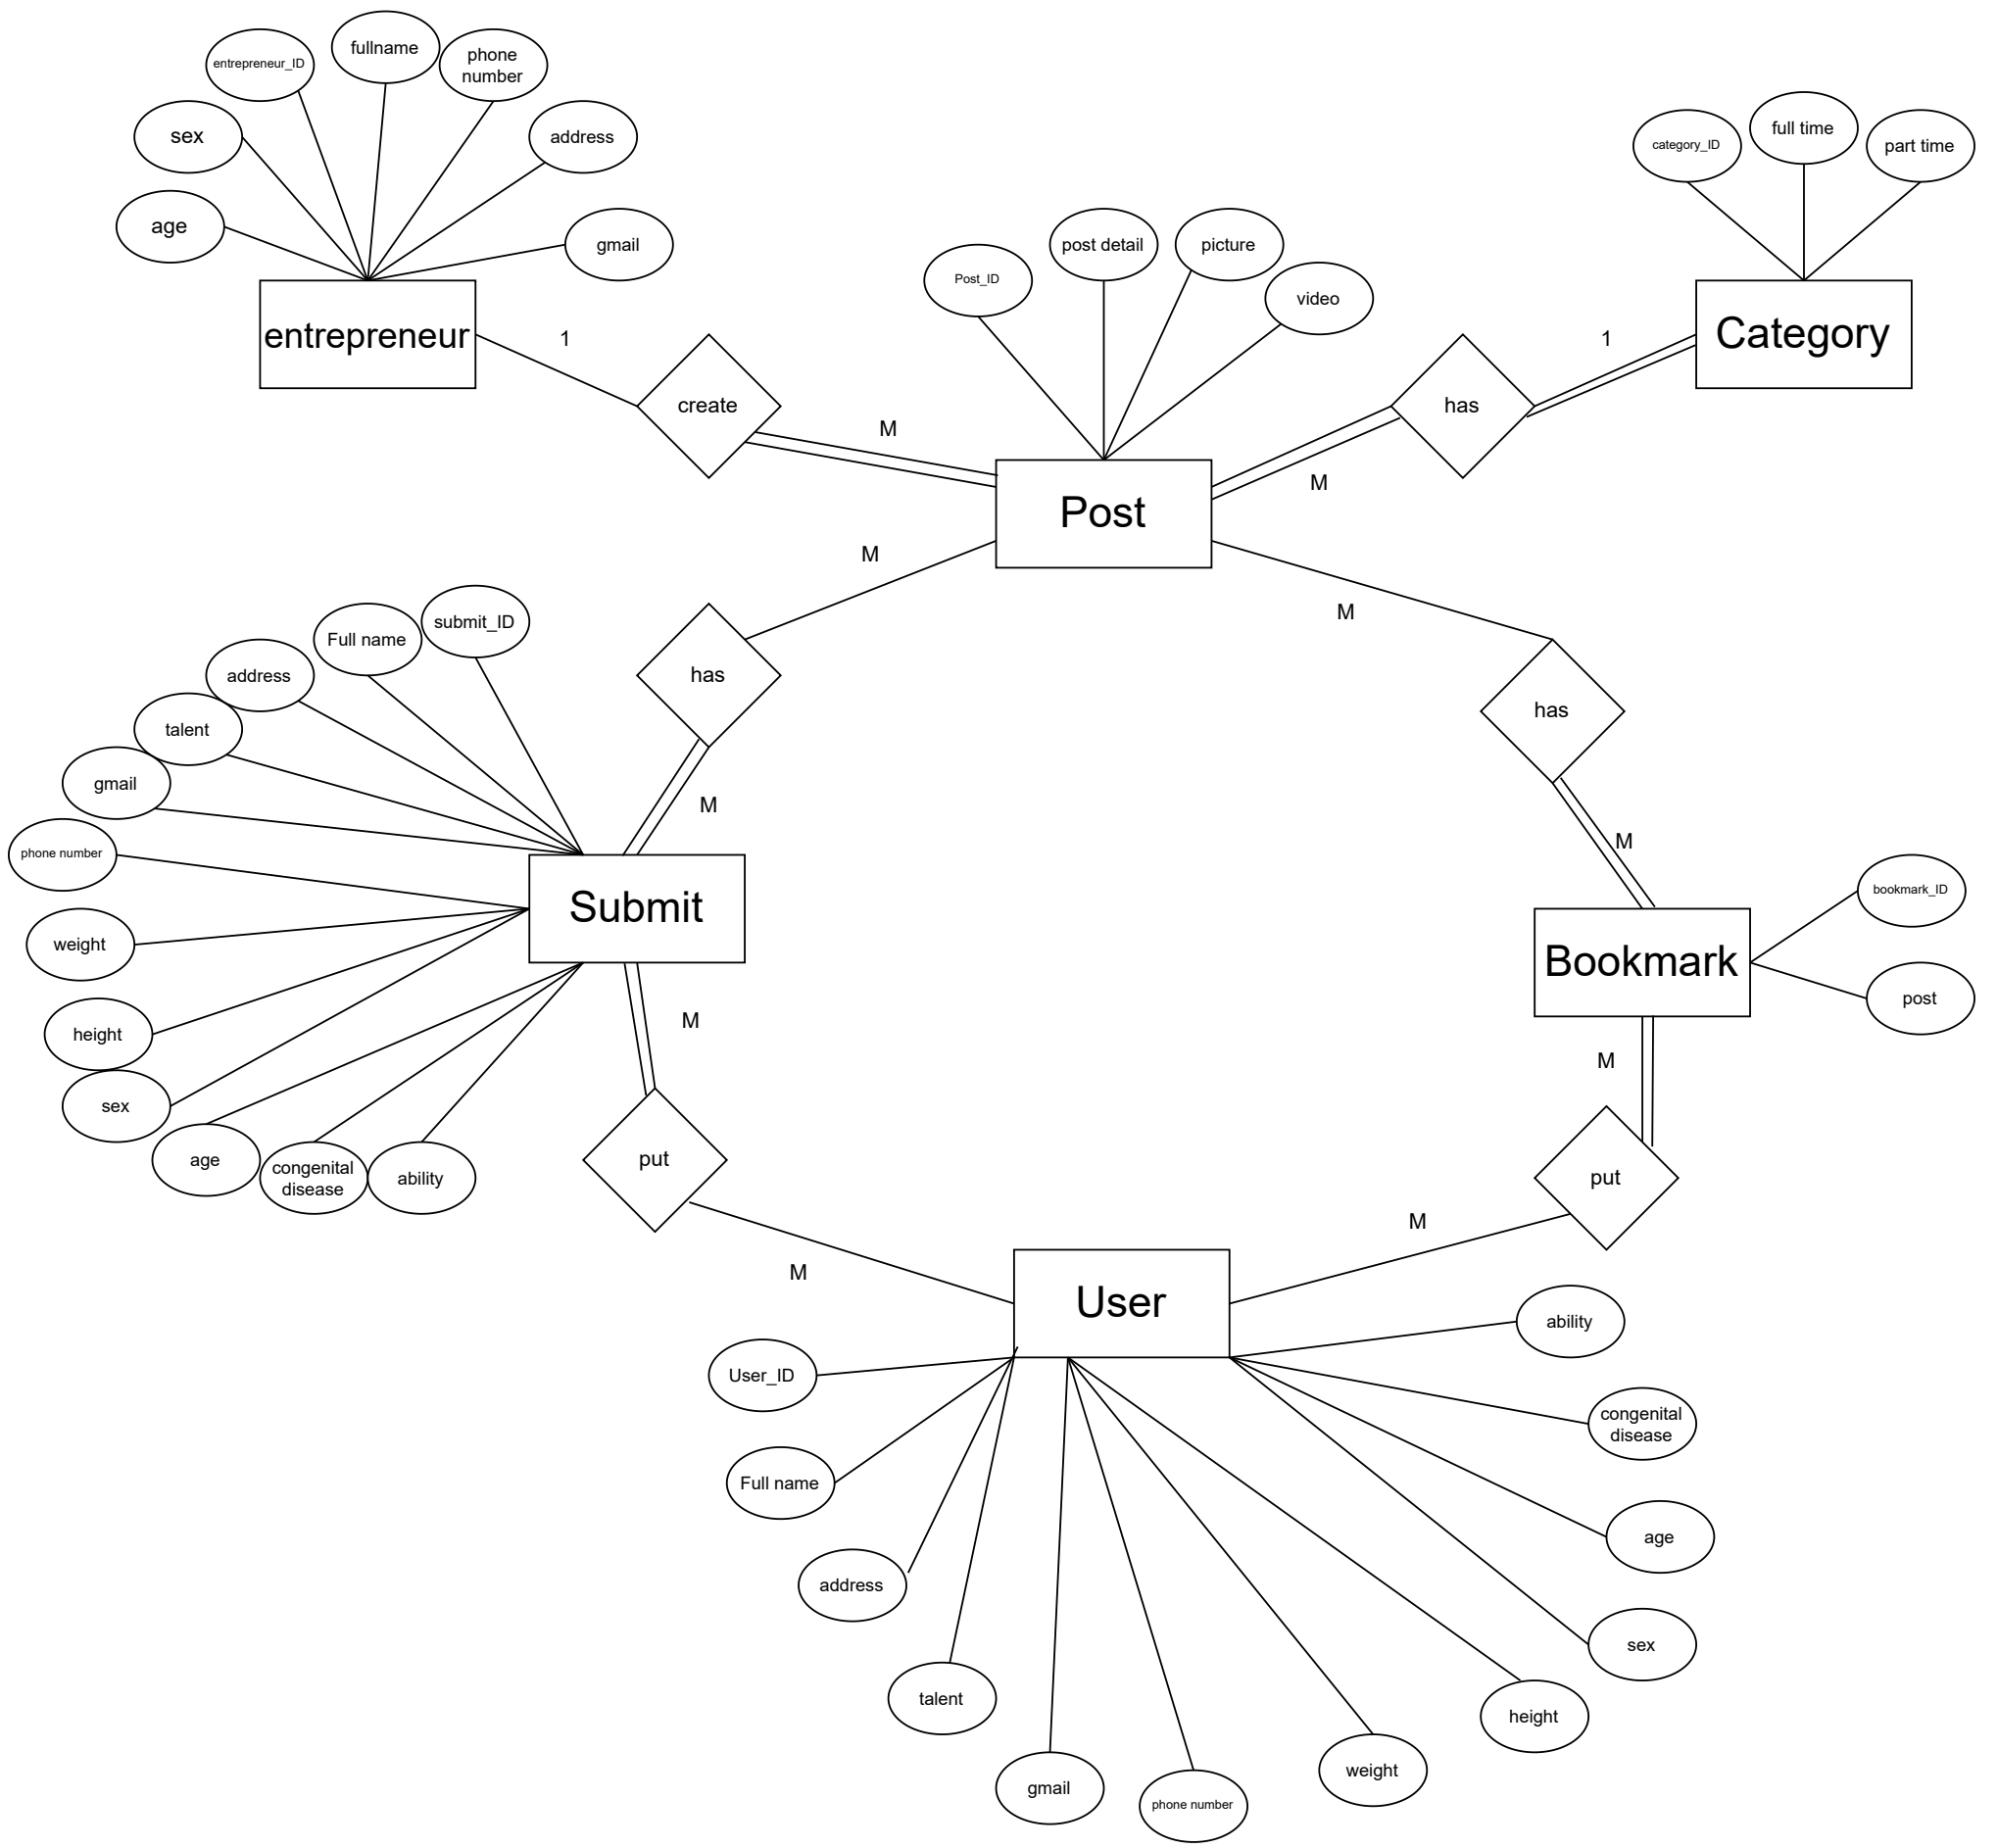 fullname
entrepreneur_ID
phone
number
sex
address
age
gmail
entrepreneur
1
create
M
category_ID
full time
part time
Category
1
has
M
Post_ID
post detail
picture
video
Post
M
has
M
M
has
M
submit_ID
Full name
address
talent
gmail
phone number
weight
height
sex
age
congenital
disease
ability
Submit
M
put
M
bookmark_ID
post
Bookmark
M
put
M
User
User_ID
Full name
address
talent
gmail
phone number
weight
height
sex
age
congenital
disease
ability